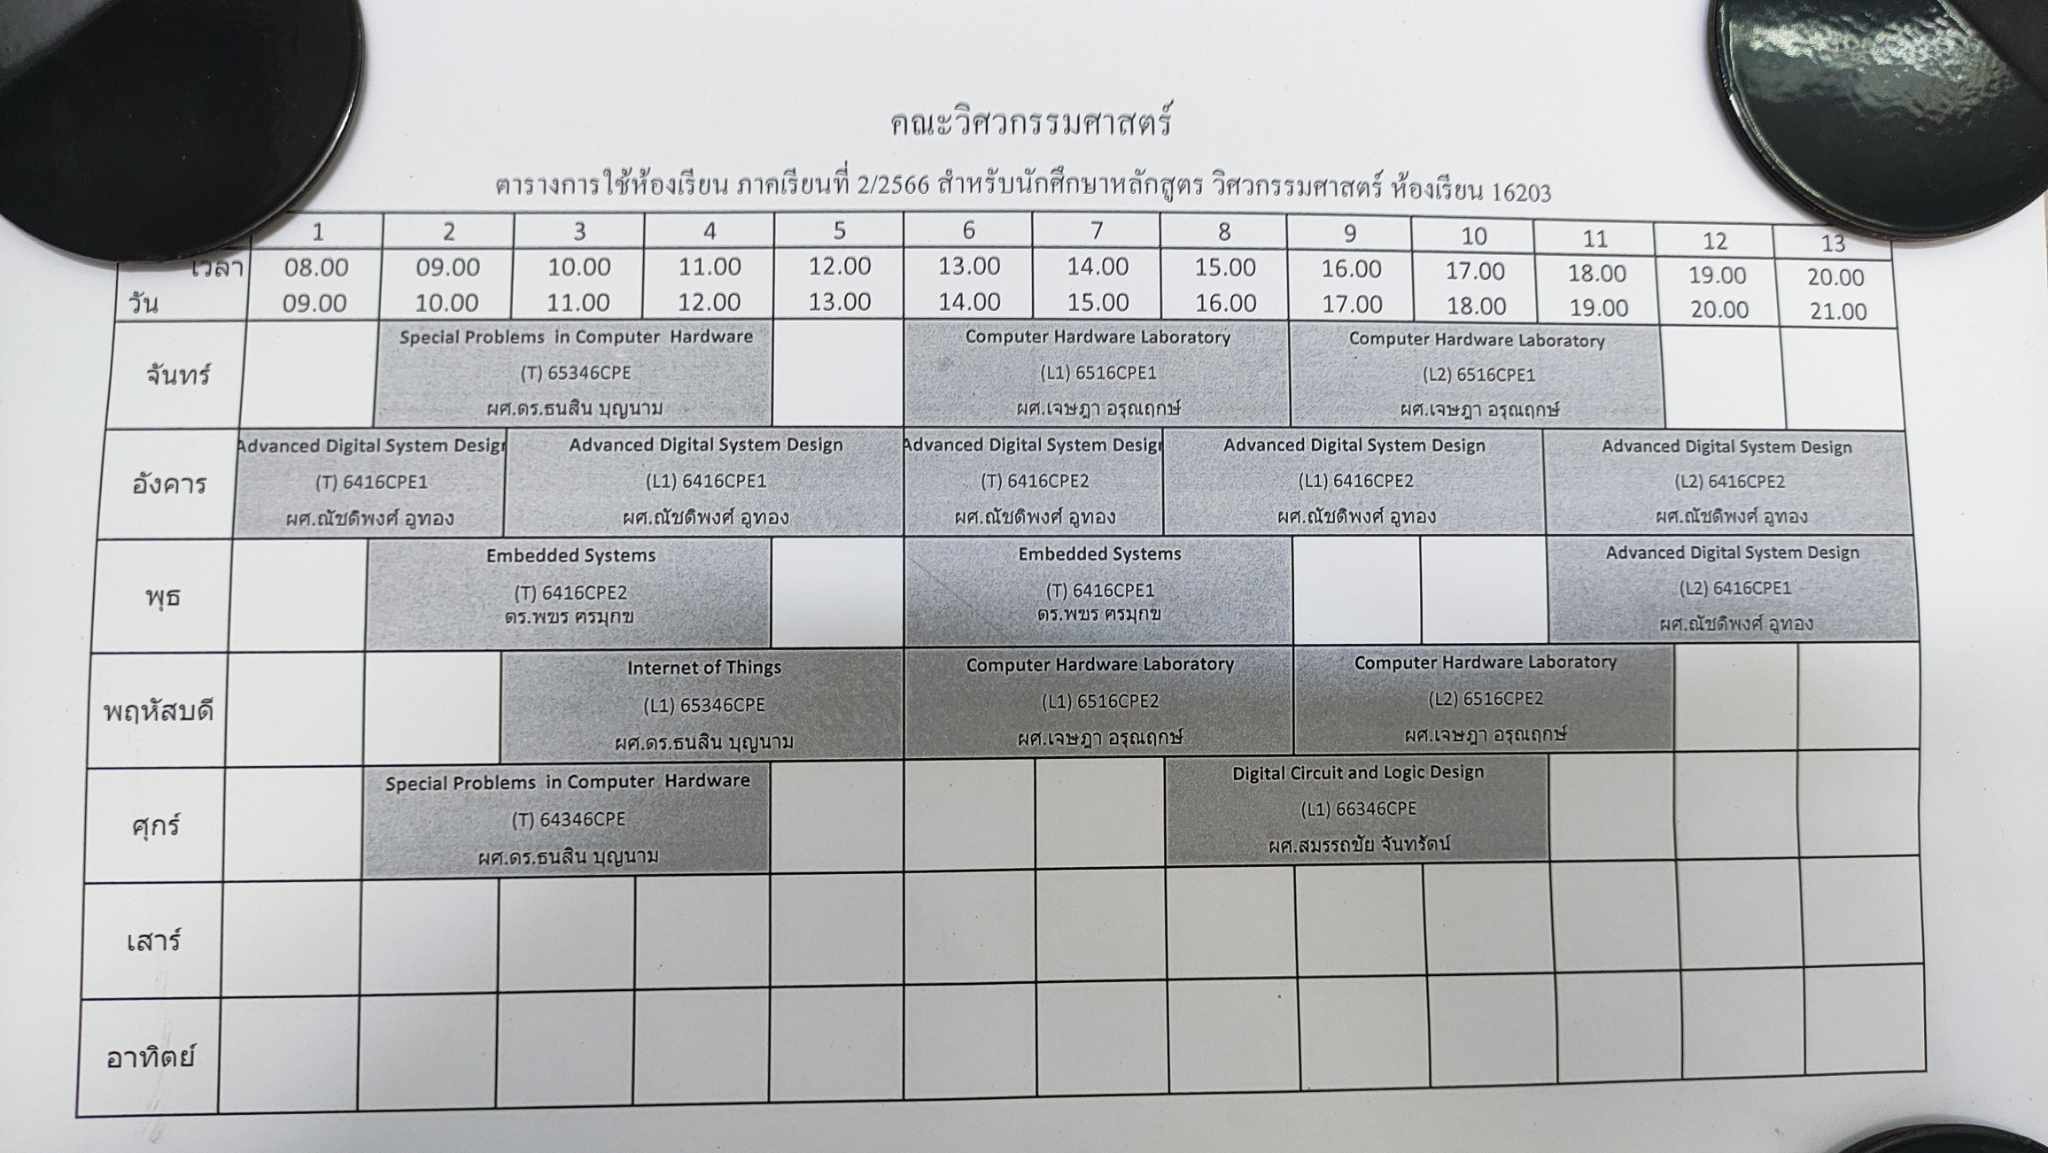 คณะวิศวกรรมศาสตร์
ตารางการใช้ห้องเรียน ภาคเรียนที่ 2/2566 สำหรับนักศึกษาหลักสูตร วิศวกรรมศาสตร์ ห้องเรียน 16203
1 2 3 4 5 6 7 8 9 10 11 12 13
เวลา 08.00 09.00 10.00 11.00 12.00 13.00 14.00 15.00 16.00 17.00 18.00 19.00 20.00
วัน 09.00 10.00 11.00 12.00 13.00 14.00 15.00 16.00 17.00 18.00 19.00 20.00 21.00
จันทร์
Special Problems in Computer Hardware
(T) 65346CPE
ผศ.ดร.ธนสิน บุญนาม
Computer Hardware Laboratory
(L1) 6516CPE1
ผศ.เจษฎา อรุณฤกษ์
Computer Hardware Laboratory
(L2) 6516CPE1
ผศ.เจษฎา อรุณฤกษ์
อังคาร
Advanced Digital System Design
(T) 6416CPE1
ผศ.ณัชติพงศ์ อูทอง
Advanced Digital System Design
(L1) 6416CPE1
ผศ.ณัชติพงศ์ อูทอง
Advanced Digital System Design
(T) 6416CPE2
ผศ.ณัชติพงศ์ อูทอง
Advanced Digital System Design
(L1) 6416CPE2
ผศ.ณัชติพงศ์ อูทอง
Advanced Digital System Design
(L2) 6416CPE2
ผศ.ณัชติพงศ์ อูทอง
พุธ
Embedded Systems
(T) 6416CPE2
ดร.พขร ศรมุกข
Embedded Systems
(T) 6416CPE1
ดร.พขร ศรมุกข
Advanced Digital System Design
(L2) 6416CPE1
ผศ.ณัชติพงศ์ อูทอง
พฤหัสบดี
Internet of Things
(L1) 65346CPE
ผศ.ดร.ธนสิน บุญนาม
Computer Hardware Laboratory
(L1) 6516CPE2
ผศ.เจษฎา อรุณฤกษ์
Computer Hardware Laboratory
(L2) 6516CPE2
ผศ.เจษฎา อรุณฤกษ์
ศุกร์
Special Problems in Computer Hardware
(T) 64346CPE
ผศ.ดร.ธนสิน บุญนาม
Digital Circuit and Logic Design
(L1) 66346CPE
ผศ.สมรรถชัย จันทรัตน์
เสาร์
อาทิตย์